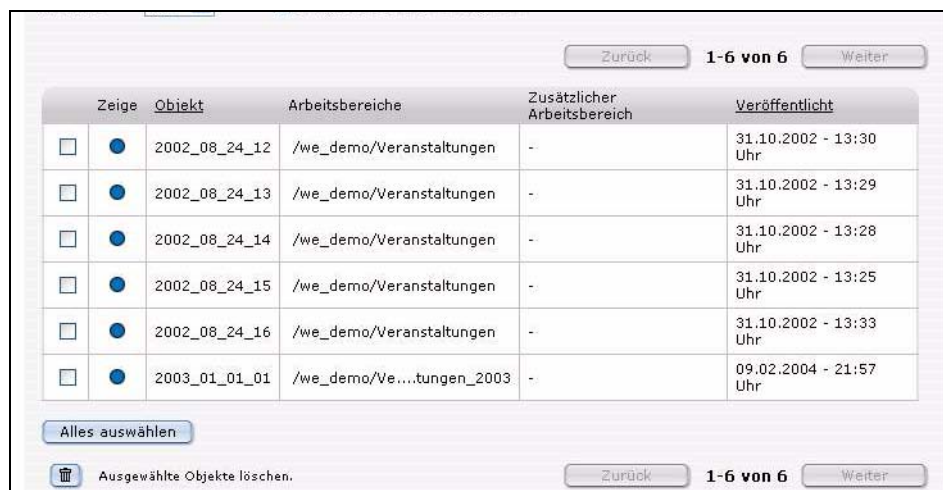 Zurück 1-6 von 6 Weiter
Zeige Objekt Arbeitsbereiche Zusätzlicher Arbeitsbereich Veröffentlicht
2002_08_24_12 /we_demo/Veranstaltungen - 31.10.2002 - 13:30 Uhr
2002_08_24_13 /we_demo/Veranstaltungen - 31.10.2002 - 13:29 Uhr
2002_08_24_14 /we_demo/Veranstaltungen - 31.10.2002 - 13:28 Uhr
2002_08_24_15 /we_demo/Veranstaltungen - 31.10.2002 - 13:25 Uhr
2002_08_24_16 /we_demo/Veranstaltungen - 31.10.2002 - 13:33 Uhr
2003_01_01_01 /we_demo/Ve....tungen_2003 - 09.02.2004 - 21:57 Uhr
Alles auswählen
Ausgewählte Objekte löschen. Zurück 1-6 von 6 Weiter